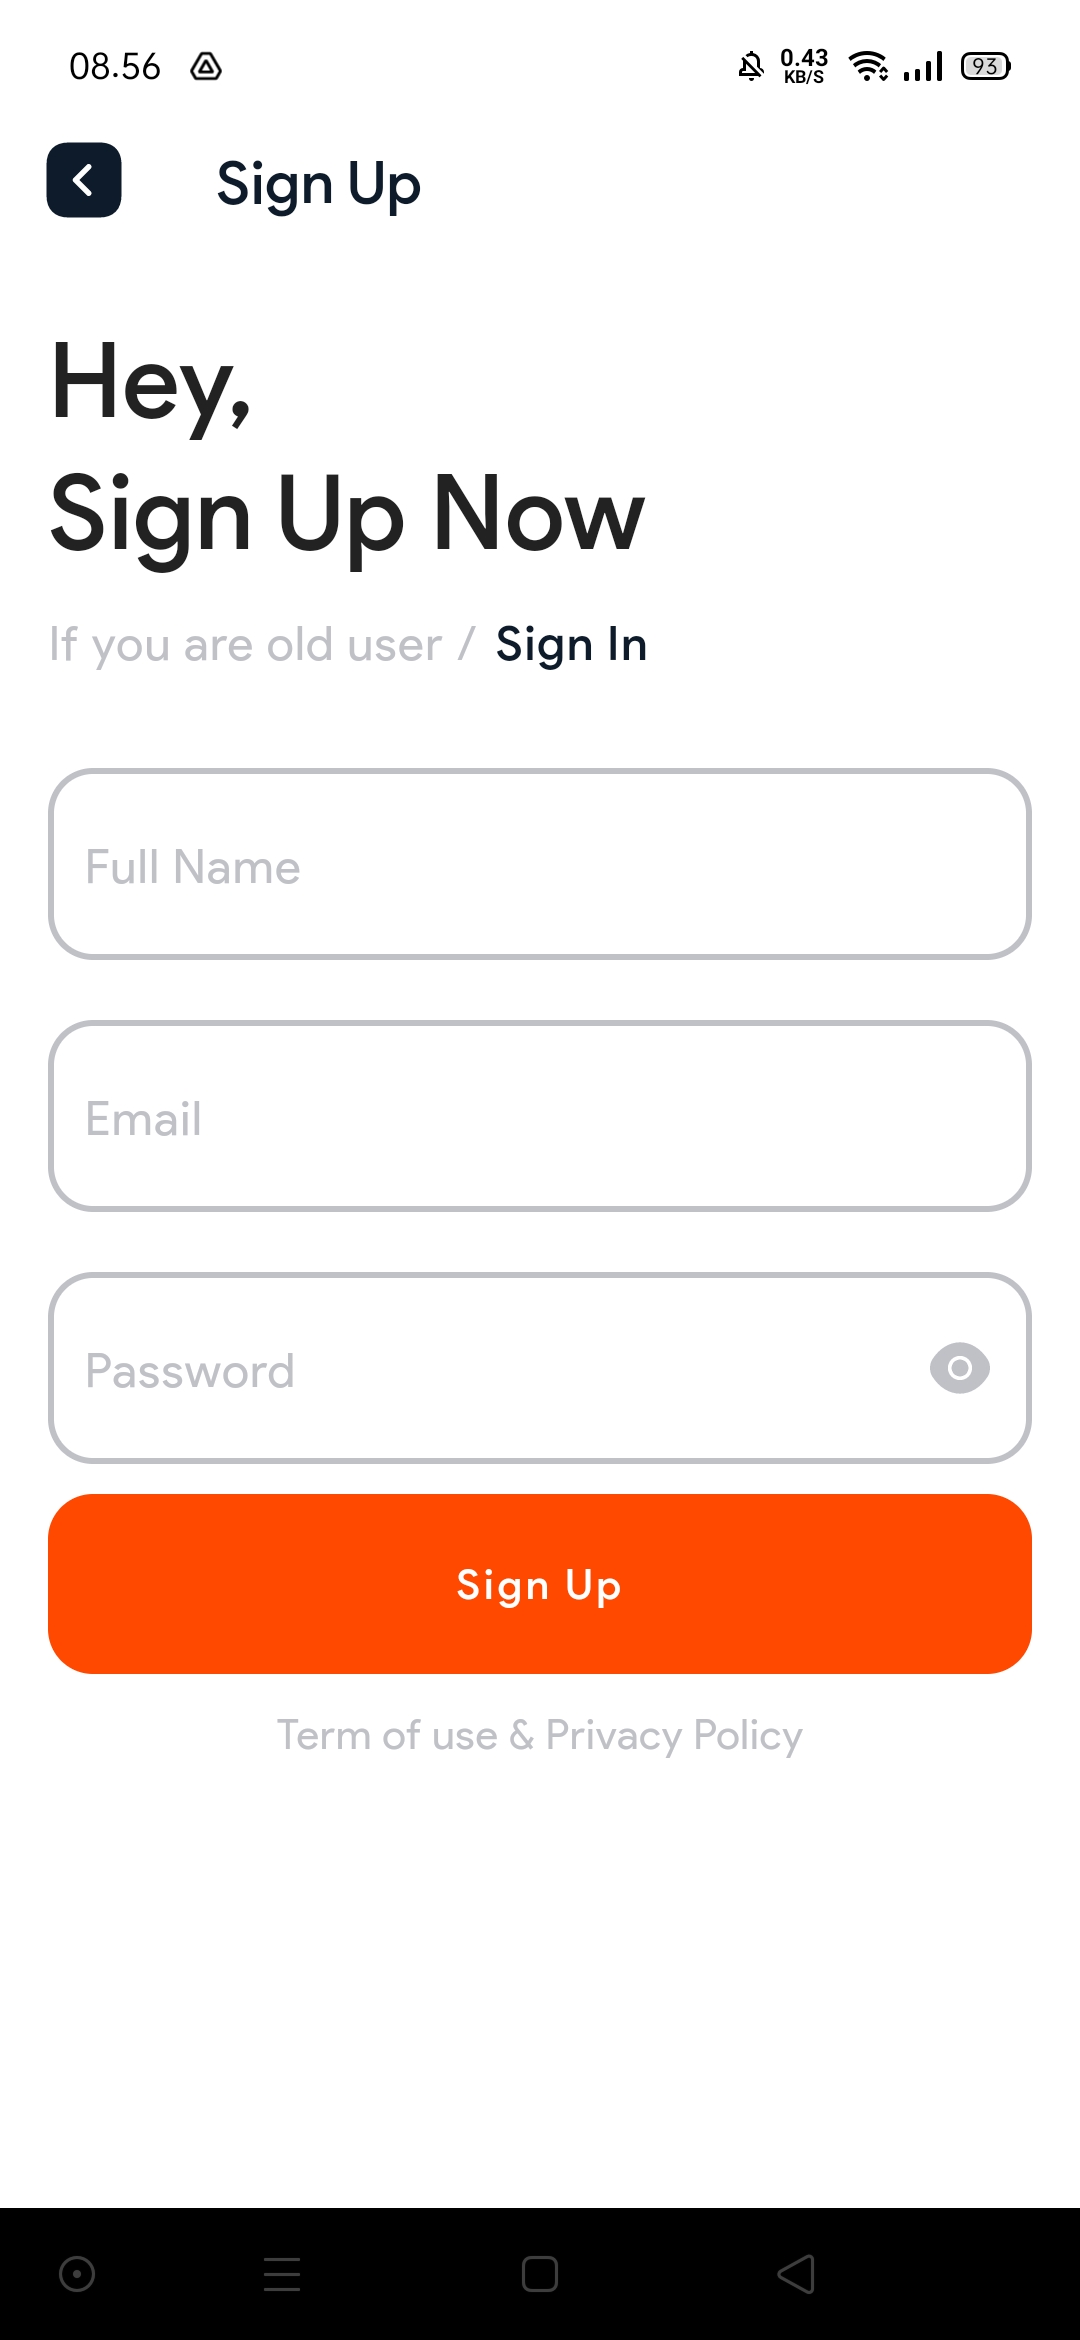 08.56 0.43 KB/S 93
Sign Up
Hey,
Sign Up Now
If you are old user / Sign In
Full Name
Email
Password
Sign Up
Term of use & Privacy Policy